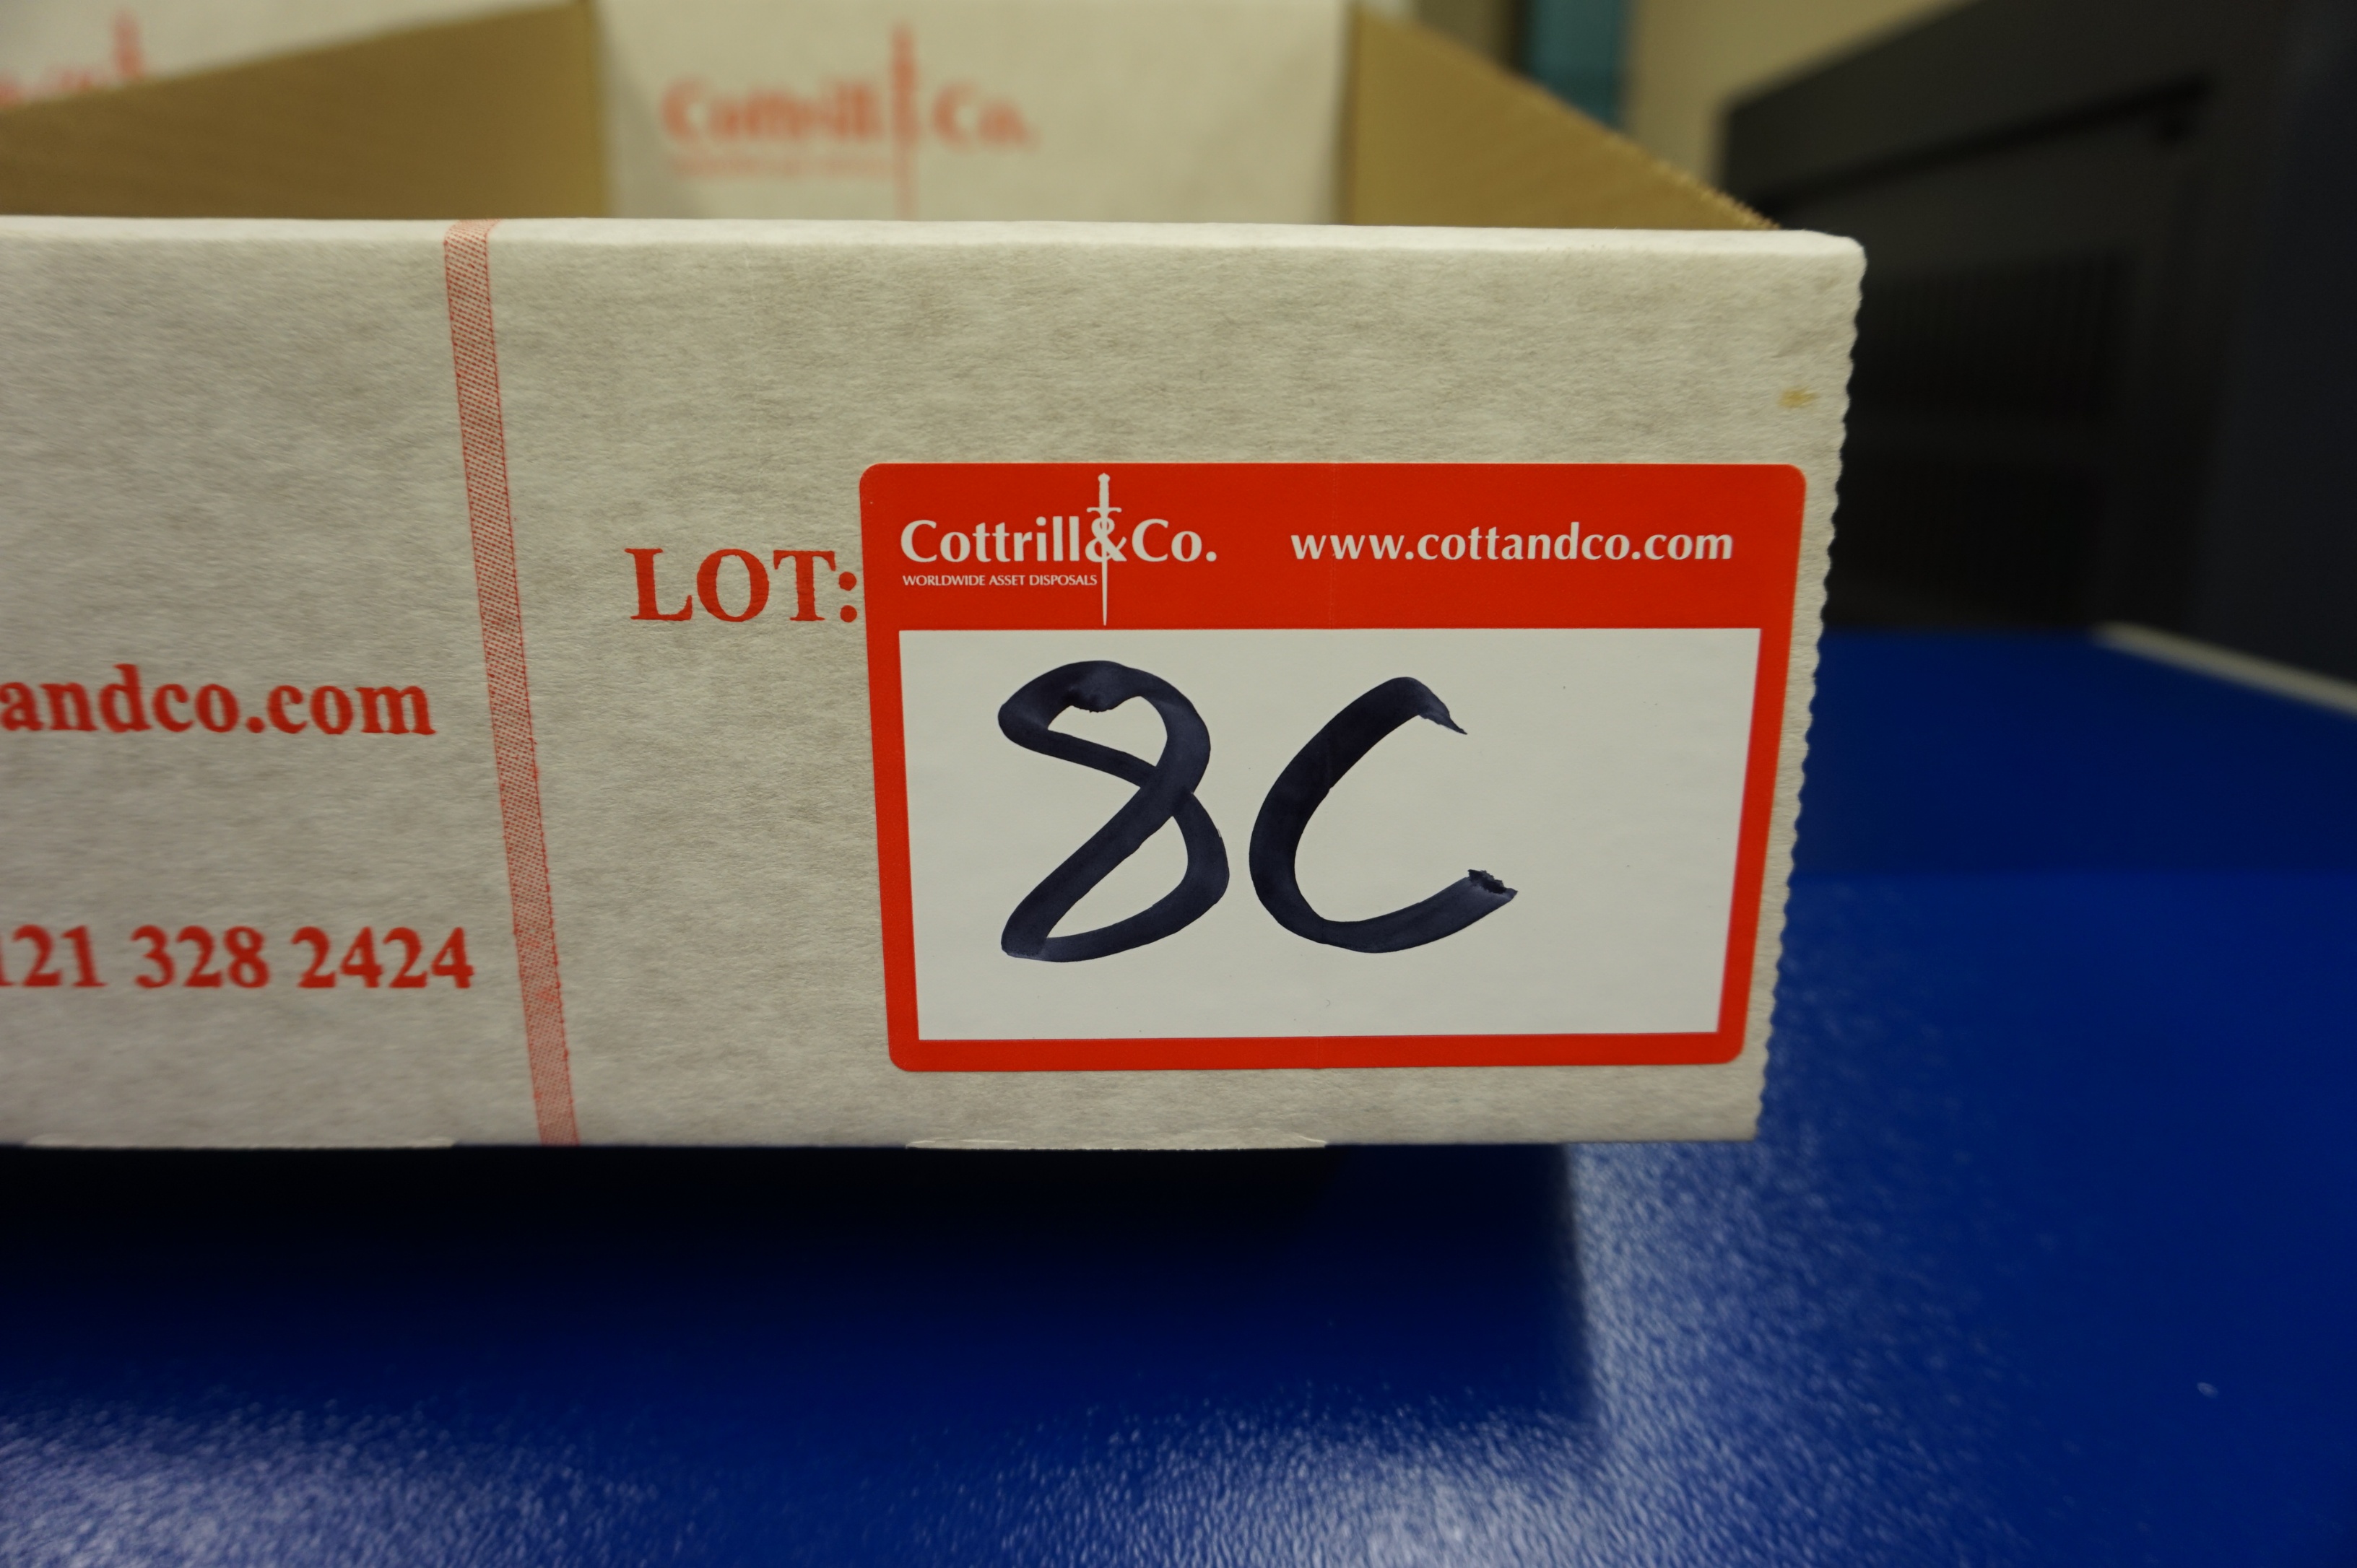 Cottrill & Co.
LOT:
Cottrill&Co.
WORLDWIDE ASSET DISPOSALS
www.cottandco.com
8C
andco.com
121 328 2424